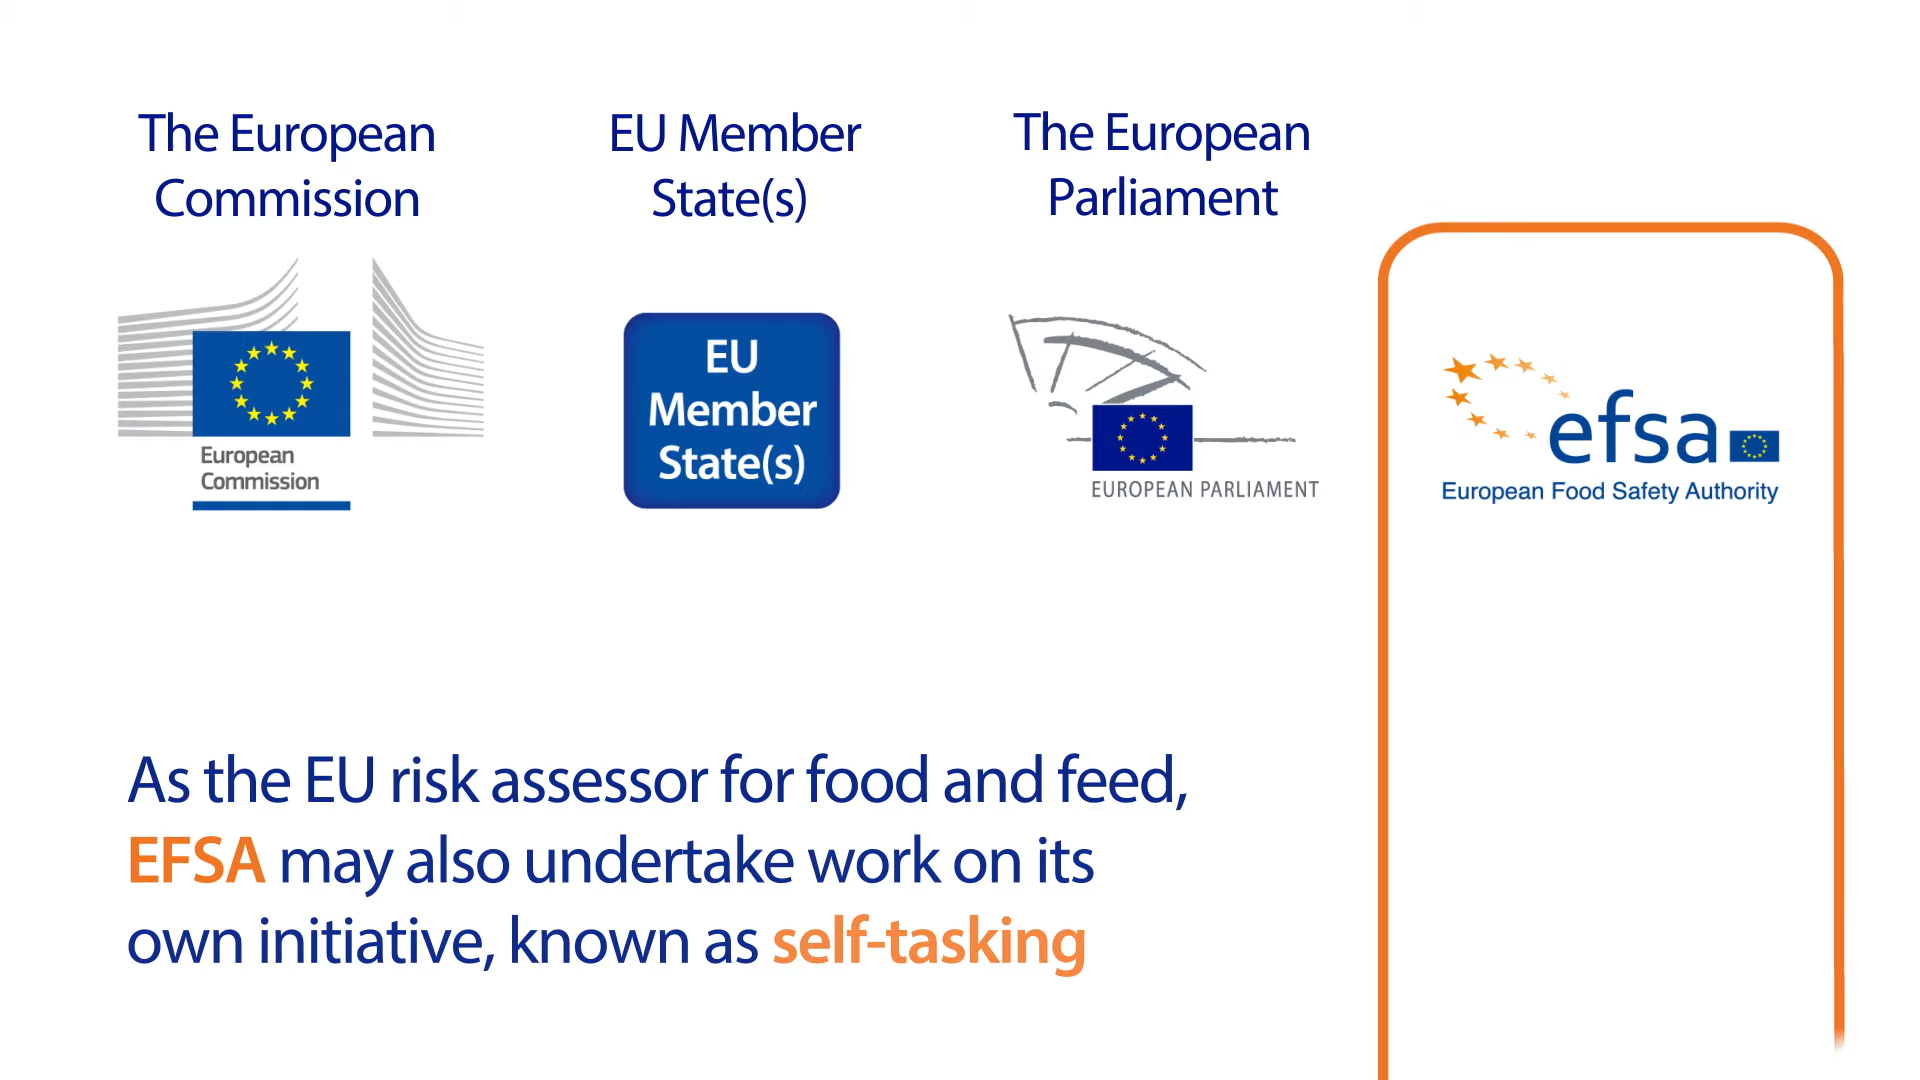 The European
Commission
EU Member
State(s)
The European
Parliament
European
Commission
EU
Member
State(s)
EUROPEAN PARLIAMENT
efsa
European Food Safety Authority
As the EU risk assessor for food and feed,
EFSA may also undertake work on its
own initiative, known as self-tasking